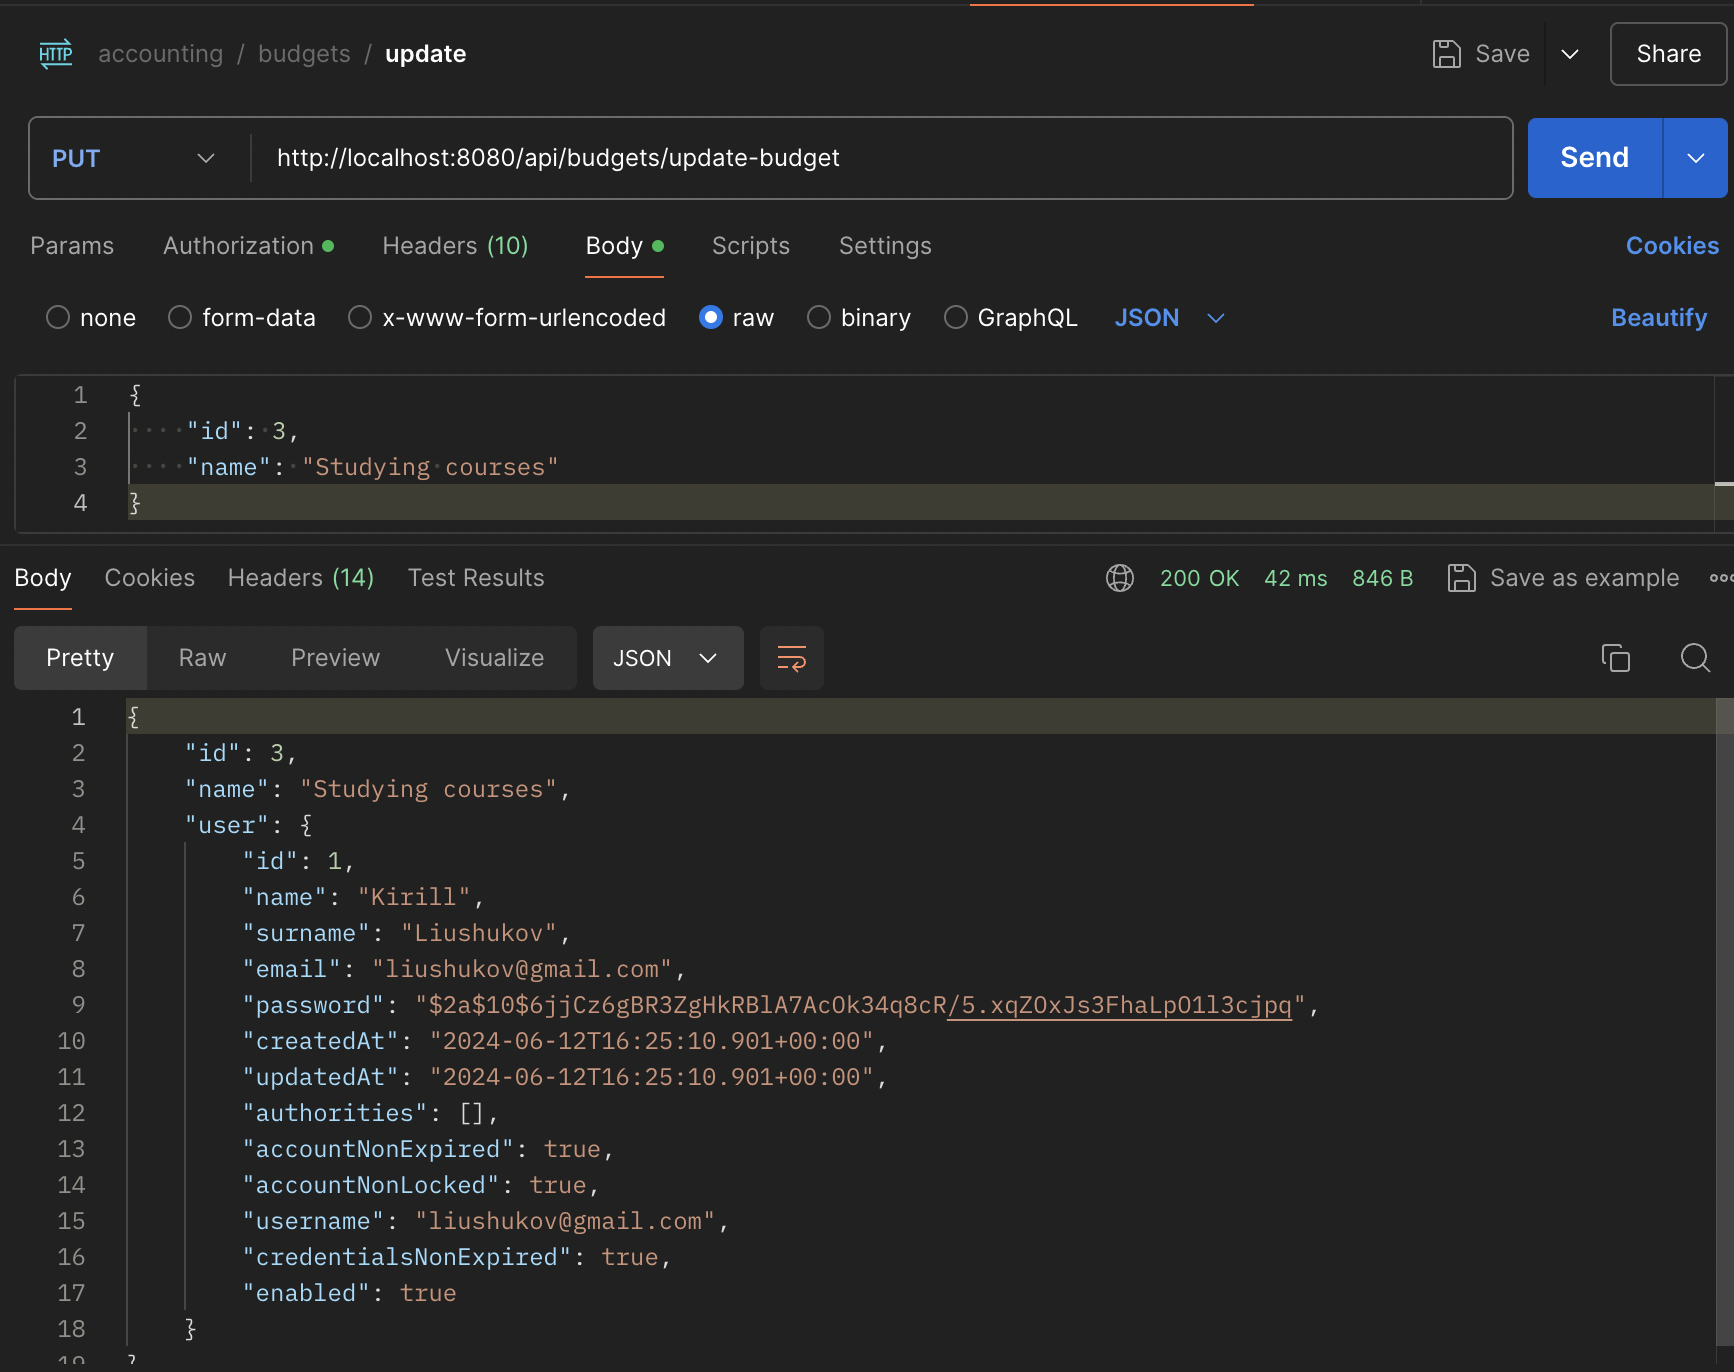 HTTP accounting / budgets / update Save Share
PUT http://localhost:8080/api/budgets/update-budget Send
Params Authorization Headers (10) Body Scripts Settings Cookies
none form-data x-www-form-urlencoded raw binary GraphQL JSON Beautify
1 {
2 "id": 3,
3 "name": "Studying courses"
4 }
Body Cookies Headers (14) Test Results 200 OK 42 ms 846 B Save as example
Pretty Raw Preview Visualize JSON
1 {
2 "id": 3,
3 "name": "Studying courses",
4 "user": {
5 "id": 1,
6 "name": "Kirill",
7 "surname": "Liushukov",
8 "email": "liushukov@gmail.com",
9 "password": "$2a$10$6jjCz6gBR3ZgHkRBlA7AcOk34q8cR/5.xqZOxJs3FhaLpO1l3cjpq",
10 "createdAt": "2024-06-12T16:25:10.901+00:00",
11 "updatedAt": "2024-06-12T16:25:10.901+00:00",
12 "authorities": [],
13 "accountNonExpired": true,
14 "accountNonLocked": true,
15 "username": "liushukov@gmail.com",
16 "credentialsNonExpired": true,
17 "enabled": true
18 }
19 }